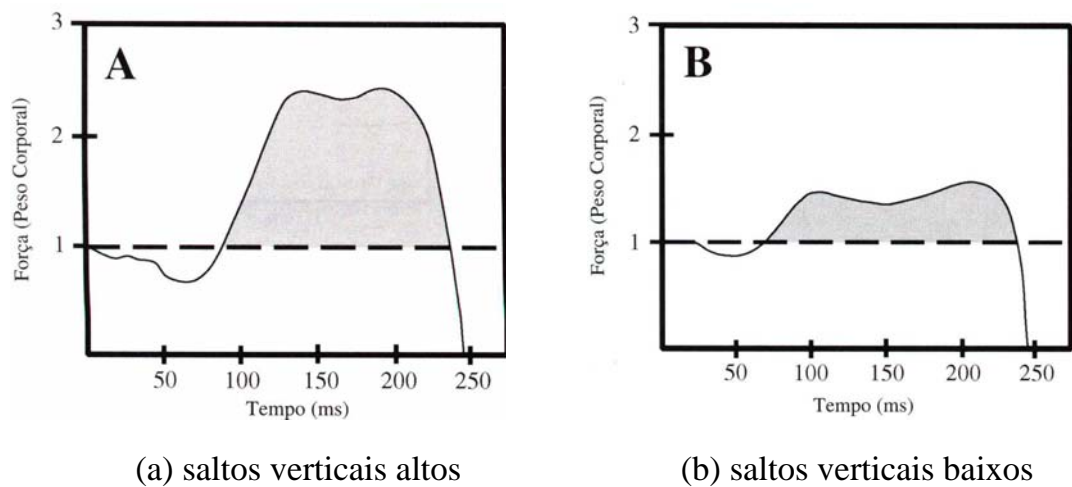 A
Força (Peso Corporal)
3
2
1
50
100
150
200
250
Tempo (ms)
(a) saltos verticais altos
B
Força (Peso Corporal)
3
2
1
50
100
150
200
250
Tempo (ms)
(b) saltos verticais baixos